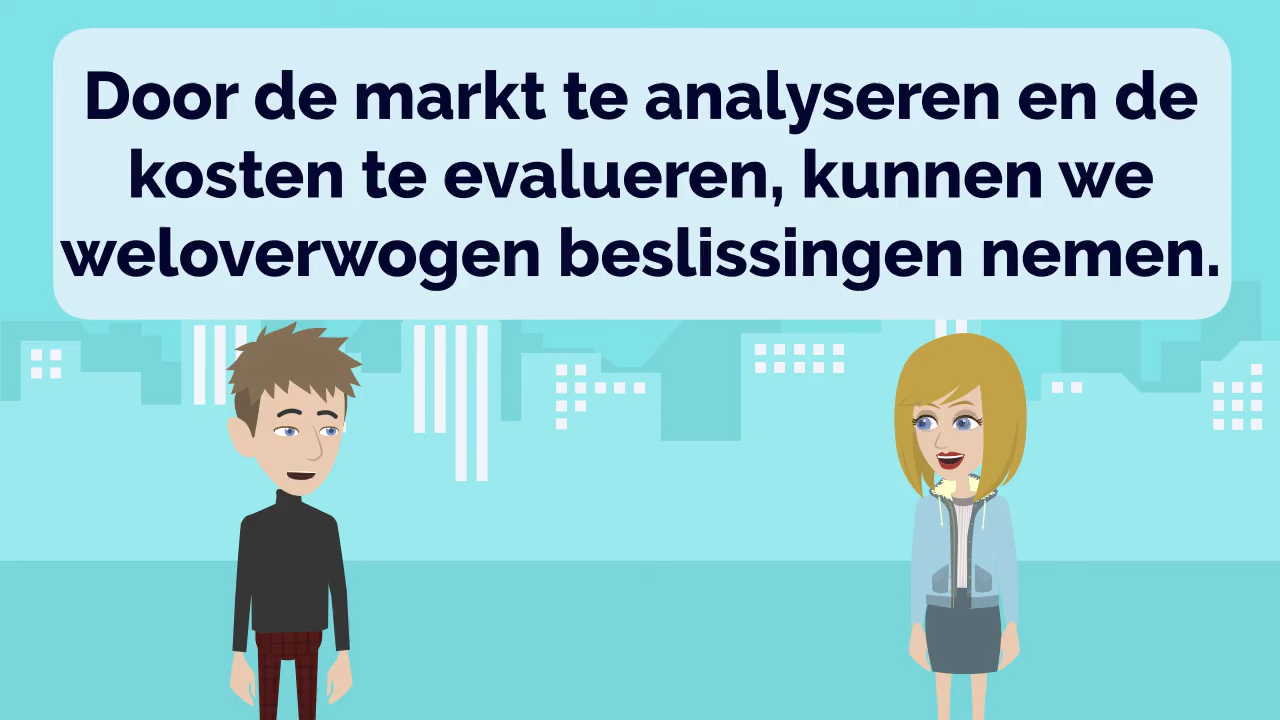 Door de markt te analyseren en de
kosten te evalueren, kunnen we
weloverwogen beslissingen nemen.